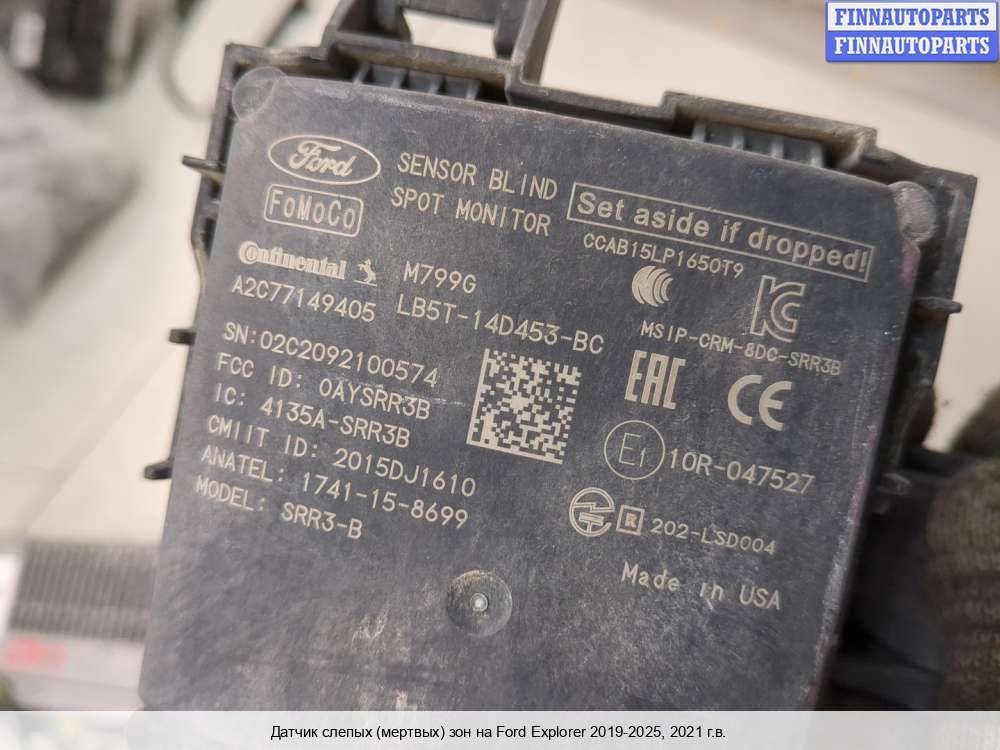 FINNAUTOPARTS
FINNAUTOPARTS
Ford
FoMoCo
SENSOR BLIND
SPOT MONITOR
Set aside if dropped!
CCAB15LP1650T9
Continental
M799G
A2C77149405
LB5T-14D453-BC
MSIP-CRM-8DC-SRR3B
SN:02C2092100574
FCC ID: OAYSRR3B
IC: 4135A-SRR3B
CMIIT ID: 2015DJ1610
ANATEL: 1741-15-8699
MODEL: SRR3-B
EAC
CE
E1 10R-047527
R 202-LSD004
Made in USA
Датчик слепых (мертвых) зон на Ford Explorer 2019-2025, 2021 г.в.